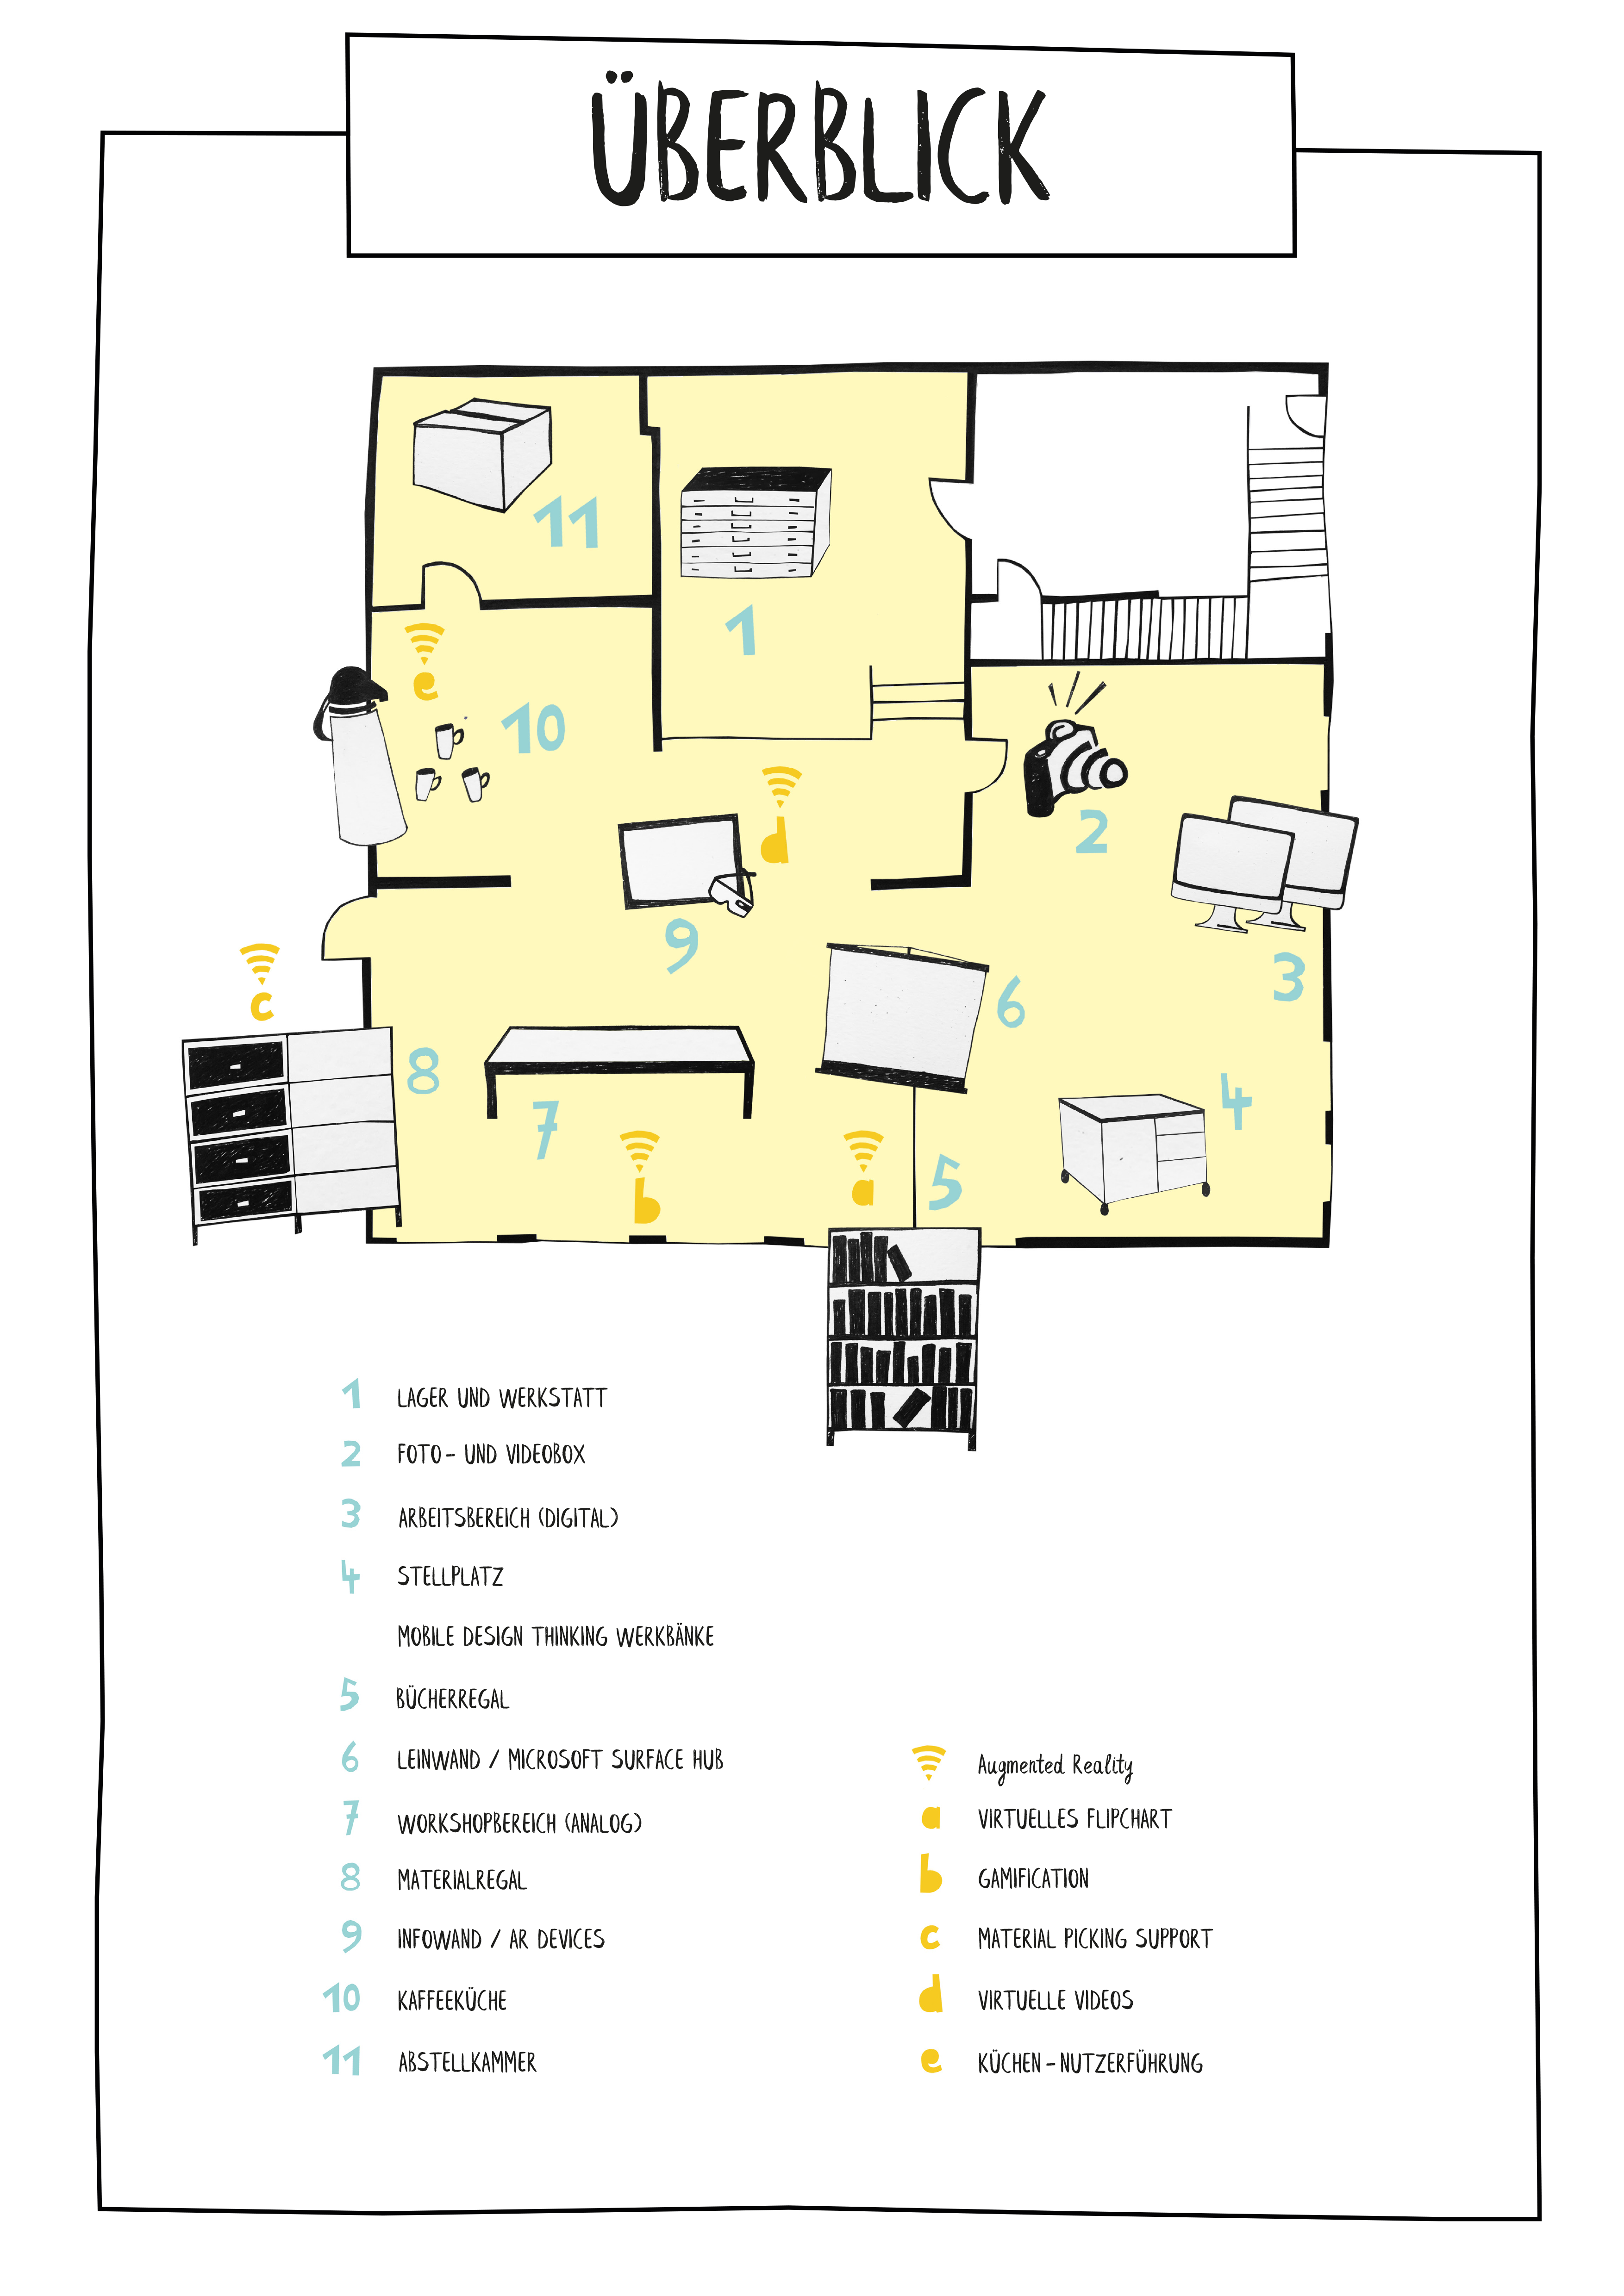 ÜBERBLICK
11
1
e
10
d
2
9
c
3
6
8
4
7
b
a
5
1 LAGER UND WERKSTATT
2 FOTO- UND VIDEOBOX
3 ARBEITSBEREICH (DIGITAL)
4 STELLPLATZ
MOBILE DESIGN THINKING WERKBÄNKE
5 BÜCHERREGAL
6 LEINWAND / MICROSOFT SURFACE HUB
7 WORKSHOPBEREICH (ANALOG)
8 MATERIALREGAL
9 INFOWAND / AR DEVICES
10 KAFFEEKÜCHE
11 ABSTELLKAMMER
Augmented Reality
a VIRTUELLES FLIPCHART
b GAMIFICATION
c MATERIAL PICKING SUPPORT
d VIRTUELLE VIDEOS
e KÜCHEN-NUTZERFÜHRUNG